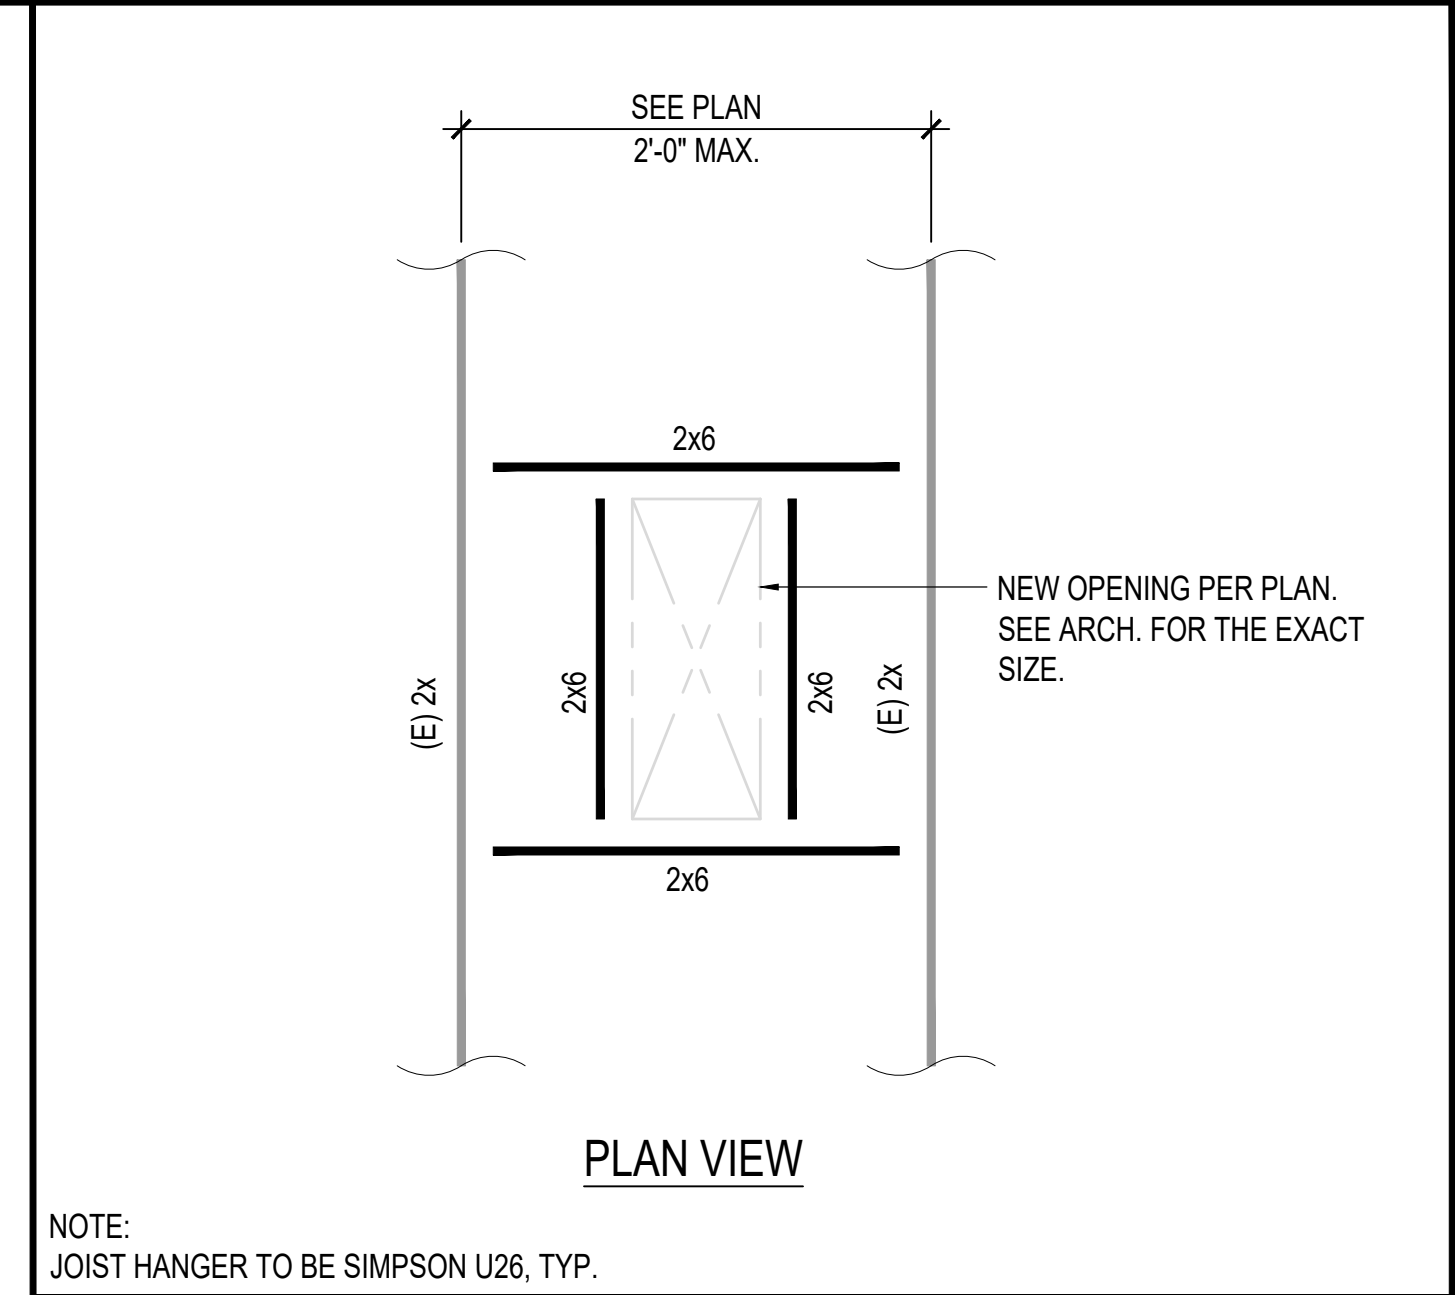 SEE PLAN
2'-0" MAX.
2x6
NEW OPENING PER PLAN.
SEE ARCH. FOR THE EXACT
SIZE.
(E) 2x
2x6
2x6
(E) 2x
2x6
PLAN VIEW
NOTE:
JOIST HANGER TO BE SIMPSON U26, TYP.